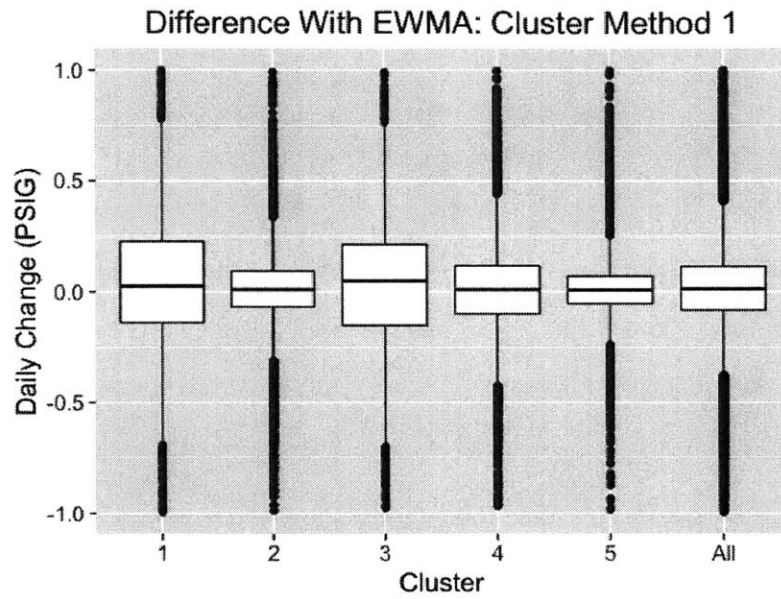 Difference With EWMA: Cluster Method 1
Daily Change (PSIG)
1.0
0.5
0.0
-0.5
-1.0
1 2 3 4 5 All
Cluster